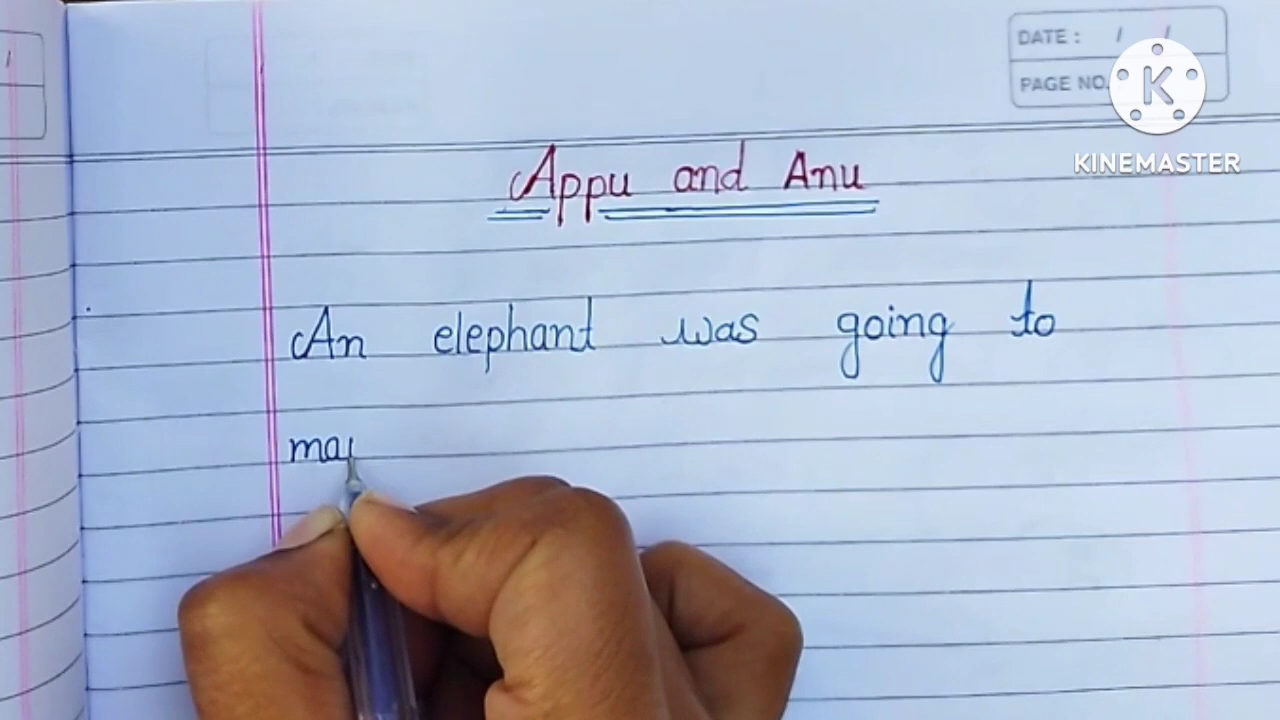 /
DATE : / /
PAGE NO.
K
KINEMASTER
Appu and Anu
An elephant was going to
ma